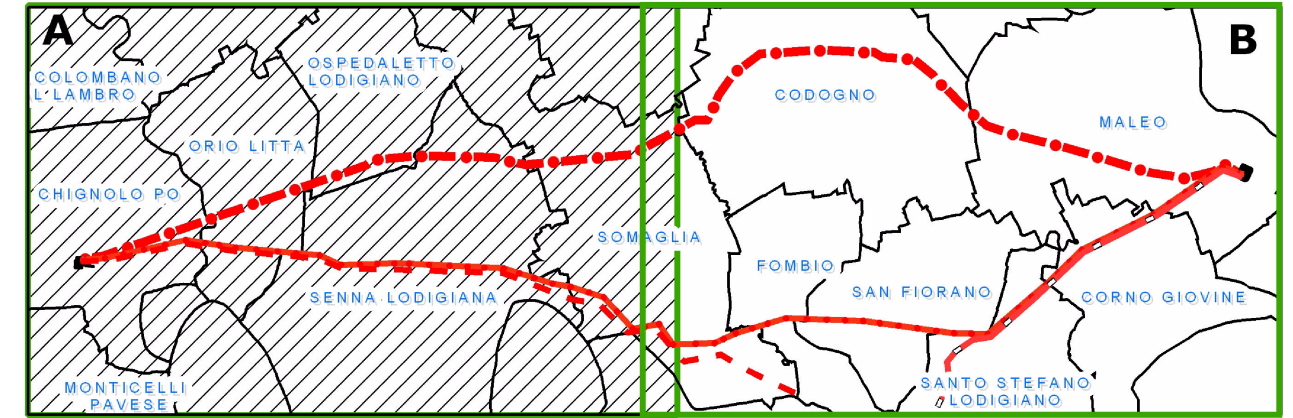 A
B
COLOMBANO
L'LAMBRO
OSPEDALETTO
LODIGIANO
CODOGNO
MALEO
ORIO LITTA
CHIGNOLO PO
SOMAGLIA
FOMBIO
SAN FIORANO
CORNO GIOVINE
SENNA LODIGIANA
MONTICELLI
PAVESE
SANTO STEFANO
LODIGIANO